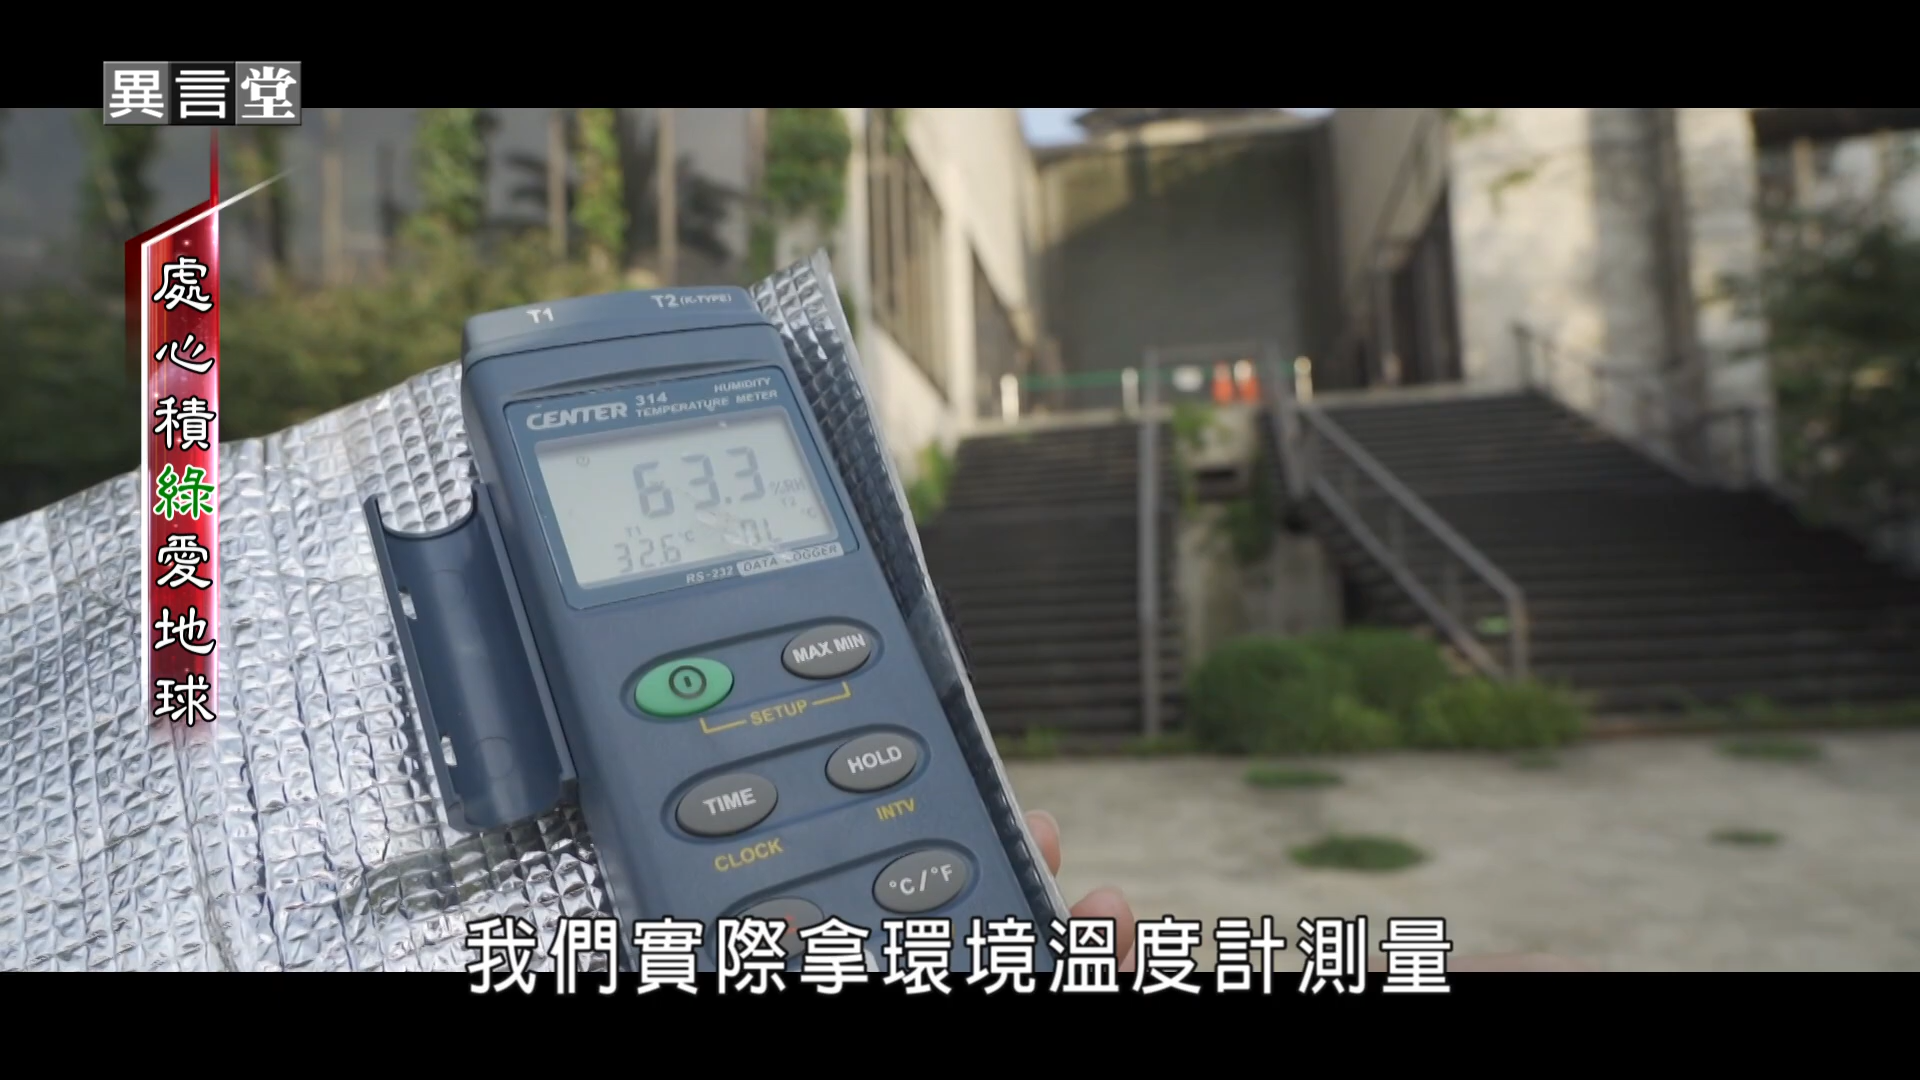 異言堂
處心積綠愛地球
T1
T2 (K-TYPE)
HUMIDITY
CENTER 314
TEMPERATURE METER
63.3 %RH
T1
T2
32.6 °C
OL °C
RS-232 DATA LOGGER
MAX MIN
SETUP
HOLD
TIME
INTV
CLOCK
°C/°F
我們實際拿環境溫度計測量